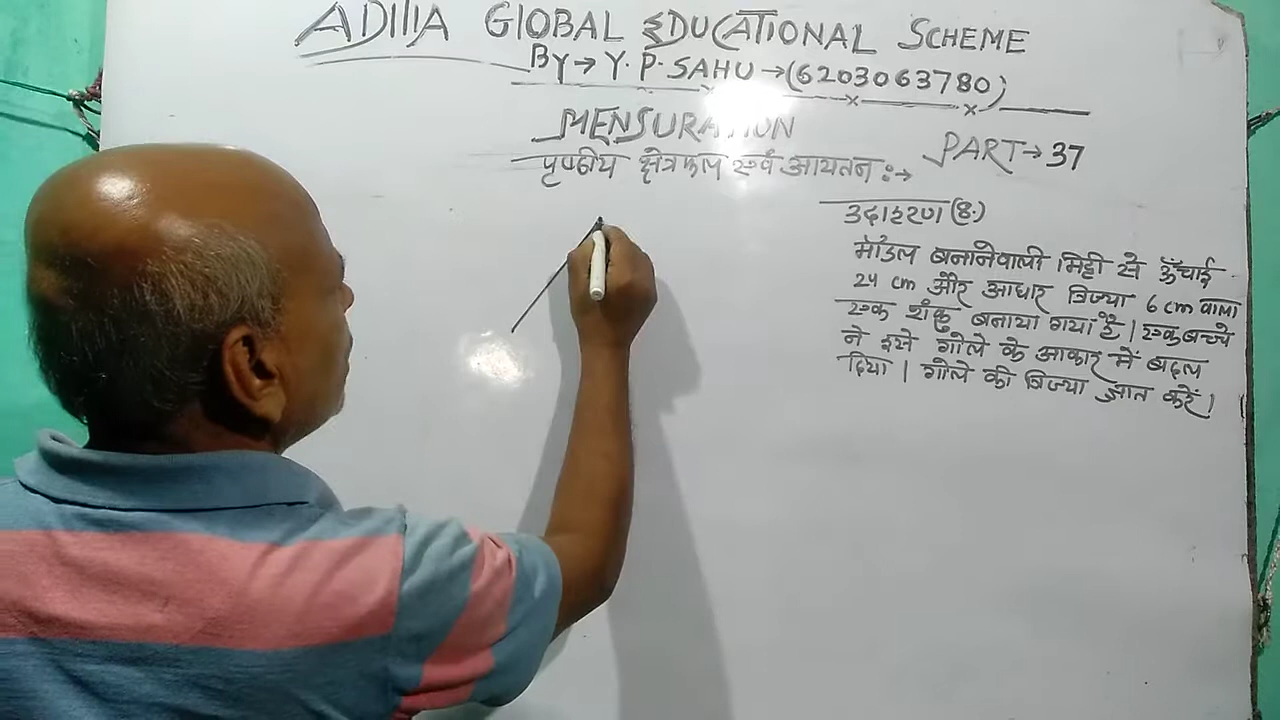 ADITIA GLOBAL EDUCATIONAL SCHEME
BY→ Y. P. SAHU →(6203063780)
MENSURATION
PART→37
पृष्ठीय क्षेत्रफल एवं आयतन :→
उदाहरण (8.)
मॉडल बनानेवाली मिट्टी से ऊँचाई
24 cm और आधार त्रिज्या 6 cm वाला
एक शंकु बनाया गया है। एक बच्चे
ने इसे गोले के आकार में बदल
दिया। गोले की त्रिज्या ज्ञात करें।